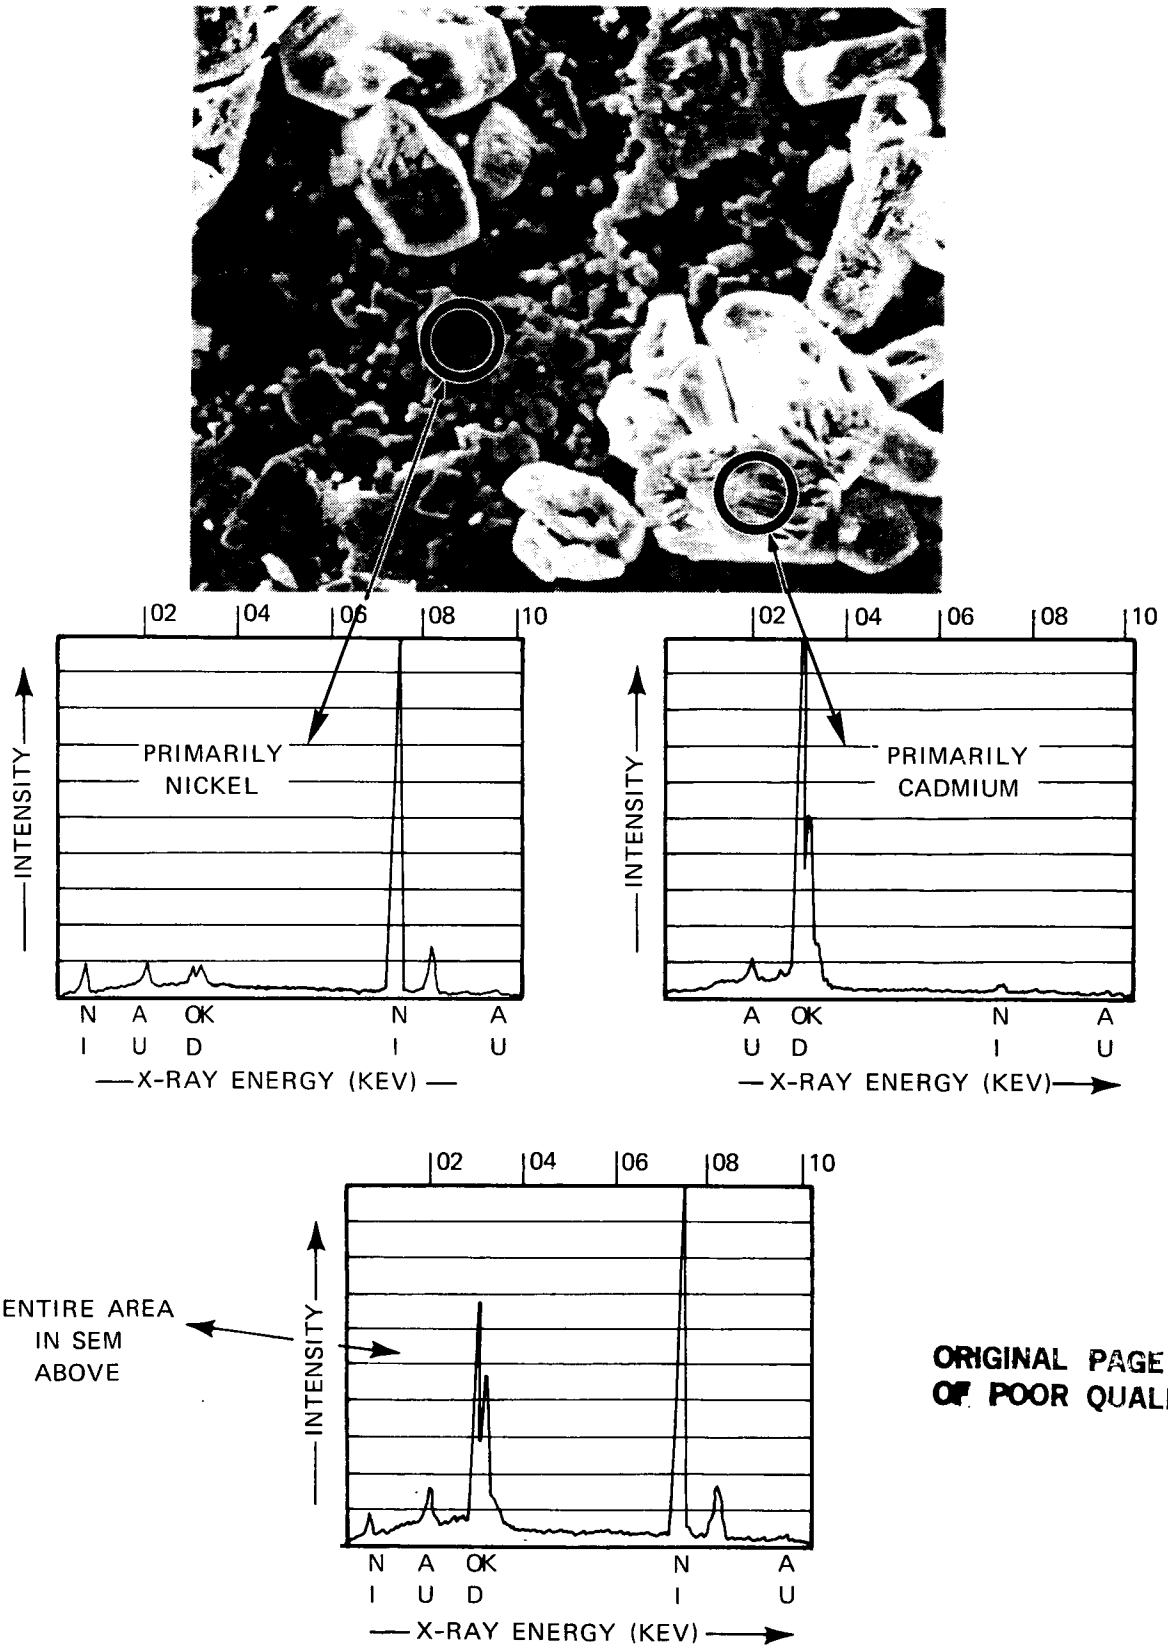 02 04 06 08 10
02 04 06 08 10
INTENSITY
PRIMARILY
NICKEL
INTENSITY
PRIMARILY
CADMIUM
N A OK N A
I U D I U
X-RAY ENERGY (KEV)
A OK N A
U D I U
X-RAY ENERGY (KEV)
02 04 06 08 10
ENTIRE AREA
IN SEM
ABOVE
INTENSITY
ORIGINAL PAGE
OF POOR QUALI
N A OK N A
I U D I U
X-RAY ENERGY (KEV)